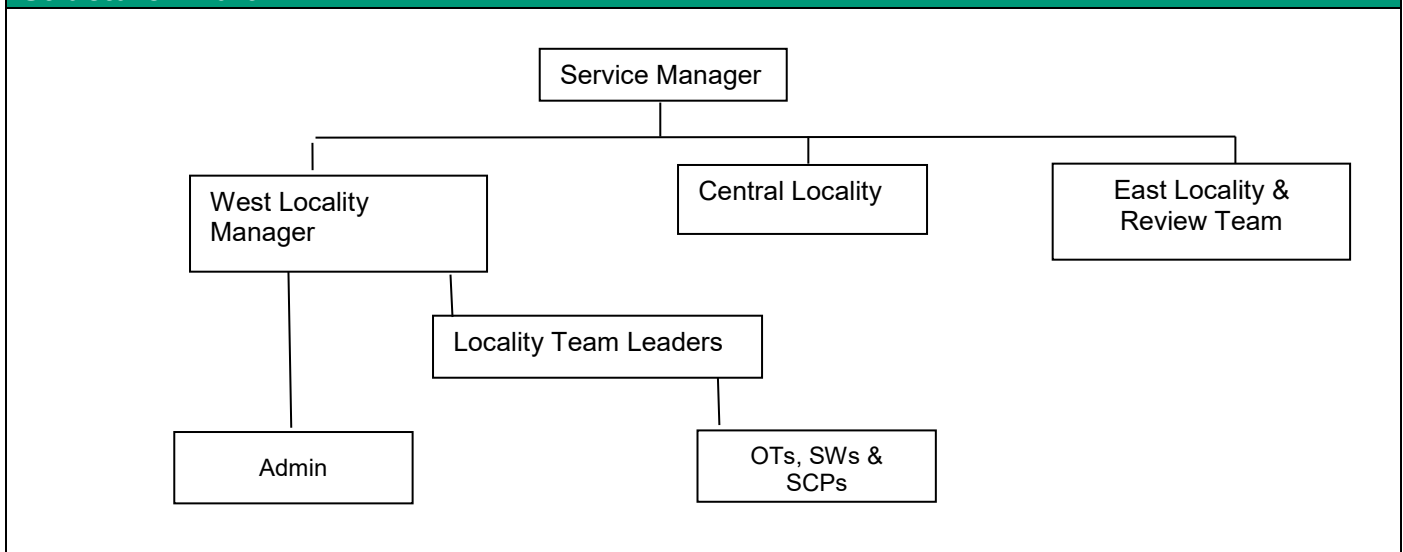 Service Manager
West Locality
Manager
Central Locality
East Locality &
Review Team
Locality Team Leaders
Admin
OTs, SWs &
SCPs